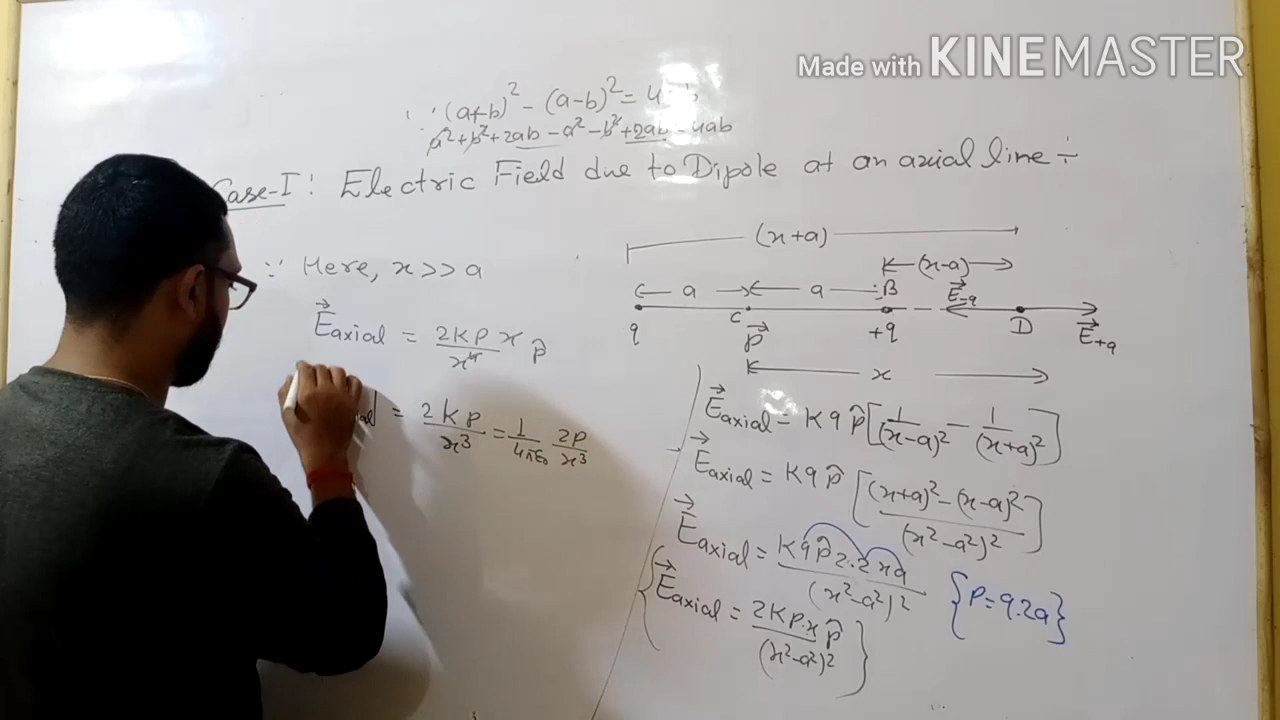 Made with KINEMASTER
∵ (a+b)² - (a-b)² = 4
a² + b² + 2ab - a² - b² + 2ab = 4ab
Case-I : Electric Field due to Dipole at an axial line :-
∵ Here, x >> a
E⃗axial = 2KP x / x⁴ p̂
= 2KP / x³ = 1 / 4πε₀ 2P / x³
(x+a)
(x-a)
a a B E⃗-q
q C +q D E⃗+q
P⃗
x
E⃗axial = Kq p̂ [1 / (x-a)² - 1 / (x+a)²]
E⃗axial = Kq p̂ [(x+a)² - (x-a)² / (x² - a²)²]
E⃗axial = Kq p̂ 2.2xa / (x² - a²)² {P = q.2a}
{E⃗axial = 2KP.x p̂ / (x² - a²)²}